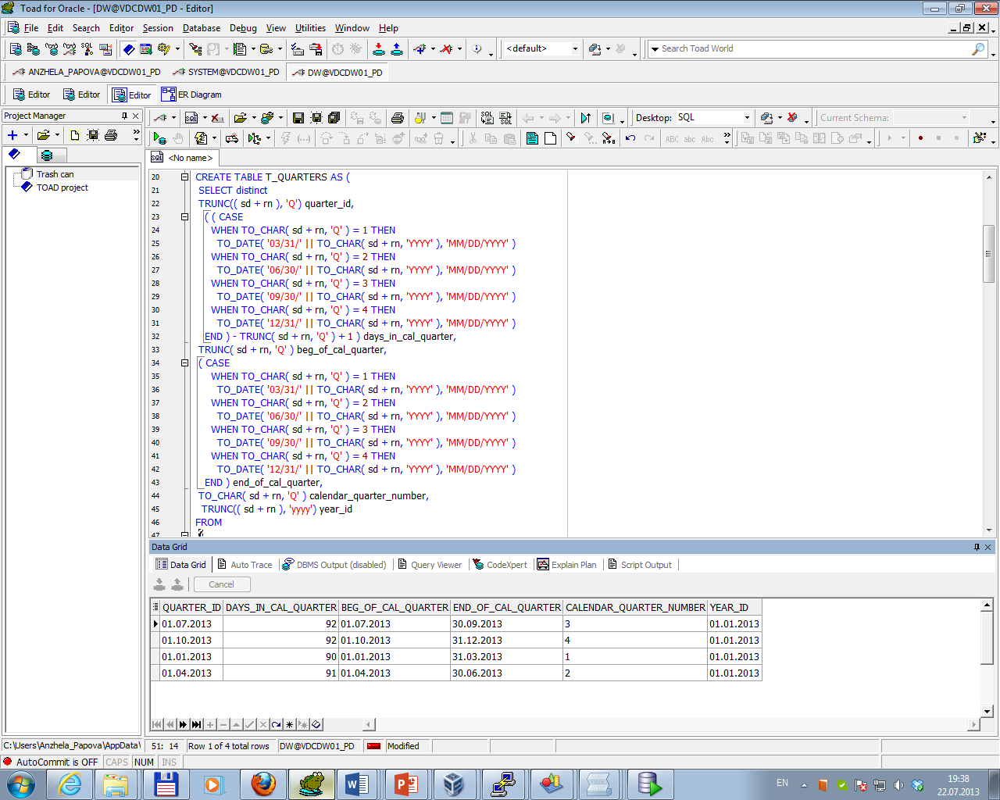 Toad for Oracle - [DW@VDCDW01_PD - Editor]
File Edit Search Editor Session Database Debug View Utilities Window Help
<default> Search Toad World
ANZHELA_PAPOVA@VDCDW01_PD SYSTEM@VDCDW01_PD DW@VDCDW01_PD
Editor Editor Editor ER Diagram
Project Manager
Desktop: SQL Current Schema:
<No name>
Trash can
TOAD project
20 CREATE TABLE T_QUARTERS AS (
21 SELECT distinct
22 TRUNC(( sd + rn ), 'Q') quarter_id,
23 ( ( CASE
24 WHEN TO_CHAR( sd + rn, 'Q' ) = 1 THEN
25 TO_DATE( '03/31/' || TO_CHAR( sd + rn, 'YYYY' ), 'MM/DD/YYYY' )
26 WHEN TO_CHAR( sd + rn, 'Q' ) = 2 THEN
27 TO_DATE( '06/30/' || TO_CHAR( sd + rn, 'YYYY' ), 'MM/DD/YYYY' )
28 WHEN TO_CHAR( sd + rn, 'Q' ) = 3 THEN
29 TO_DATE( '09/30/' || TO_CHAR( sd + rn, 'YYYY' ), 'MM/DD/YYYY' )
30 WHEN TO_CHAR( sd + rn, 'Q' ) = 4 THEN
31 TO_DATE( '12/31/' || TO_CHAR( sd + rn, 'YYYY' ), 'MM/DD/YYYY' )
32 END ) - TRUNC( sd + rn, 'Q' ) + 1 ) days_in_cal_quarter,
33 TRUNC( sd + rn, 'Q' ) beg_of_cal_quarter,
34 ( CASE
35 WHEN TO_CHAR( sd + rn, 'Q' ) = 1 THEN
36 TO_DATE( '03/31/' || TO_CHAR( sd + rn, 'YYYY' ), 'MM/DD/YYYY' )
37 WHEN TO_CHAR( sd + rn, 'Q' ) = 2 THEN
38 TO_DATE( '06/30/' || TO_CHAR( sd + rn, 'YYYY' ), 'MM/DD/YYYY' )
39 WHEN TO_CHAR( sd + rn, 'Q' ) = 3 THEN
40 TO_DATE( '09/30/' || TO_CHAR( sd + rn, 'YYYY' ), 'MM/DD/YYYY' )
41 WHEN TO_CHAR( sd + rn, 'Q' ) = 4 THEN
42 TO_DATE( '12/31/' || TO_CHAR( sd + rn, 'YYYY' ), 'MM/DD/YYYY' )
43 END ) end_of_cal_quarter,
44 TO_CHAR( sd + rn, 'Q' ) calendar_quarter_number,
45 TRUNC(( sd + rn ), 'yyyy') year_id
46 FROM
47
Data Grid
Data Grid Auto Trace DBMS Output (disabled) Query Viewer CodeXpert Explain Plan Script Output
Cancel
QUARTER_ID DAYS_IN_CAL_QUARTER BEG_OF_CAL_QUARTER END_OF_CAL_QUARTER CALENDAR_QUARTER_NUMBER YEAR_ID
01.07.2013 92 01.07.2013 30.09.2013 3 01.01.2013
01.10.2013 92 01.10.2013 31.12.2013 4 01.01.2013
01.01.2013 90 01.01.2013 31.03.2013 1 01.01.2013
01.04.2013 91 01.04.2013 30.06.2013 2 01.01.2013
C:\Users\Anzhela_Papova\AppData\ 51: 14 Row 1 of 4 total rows DW@VDCDW01_PD Modified
AutoCommit is OFF CAPS NUM INS
EN 19:38
22.07.2013